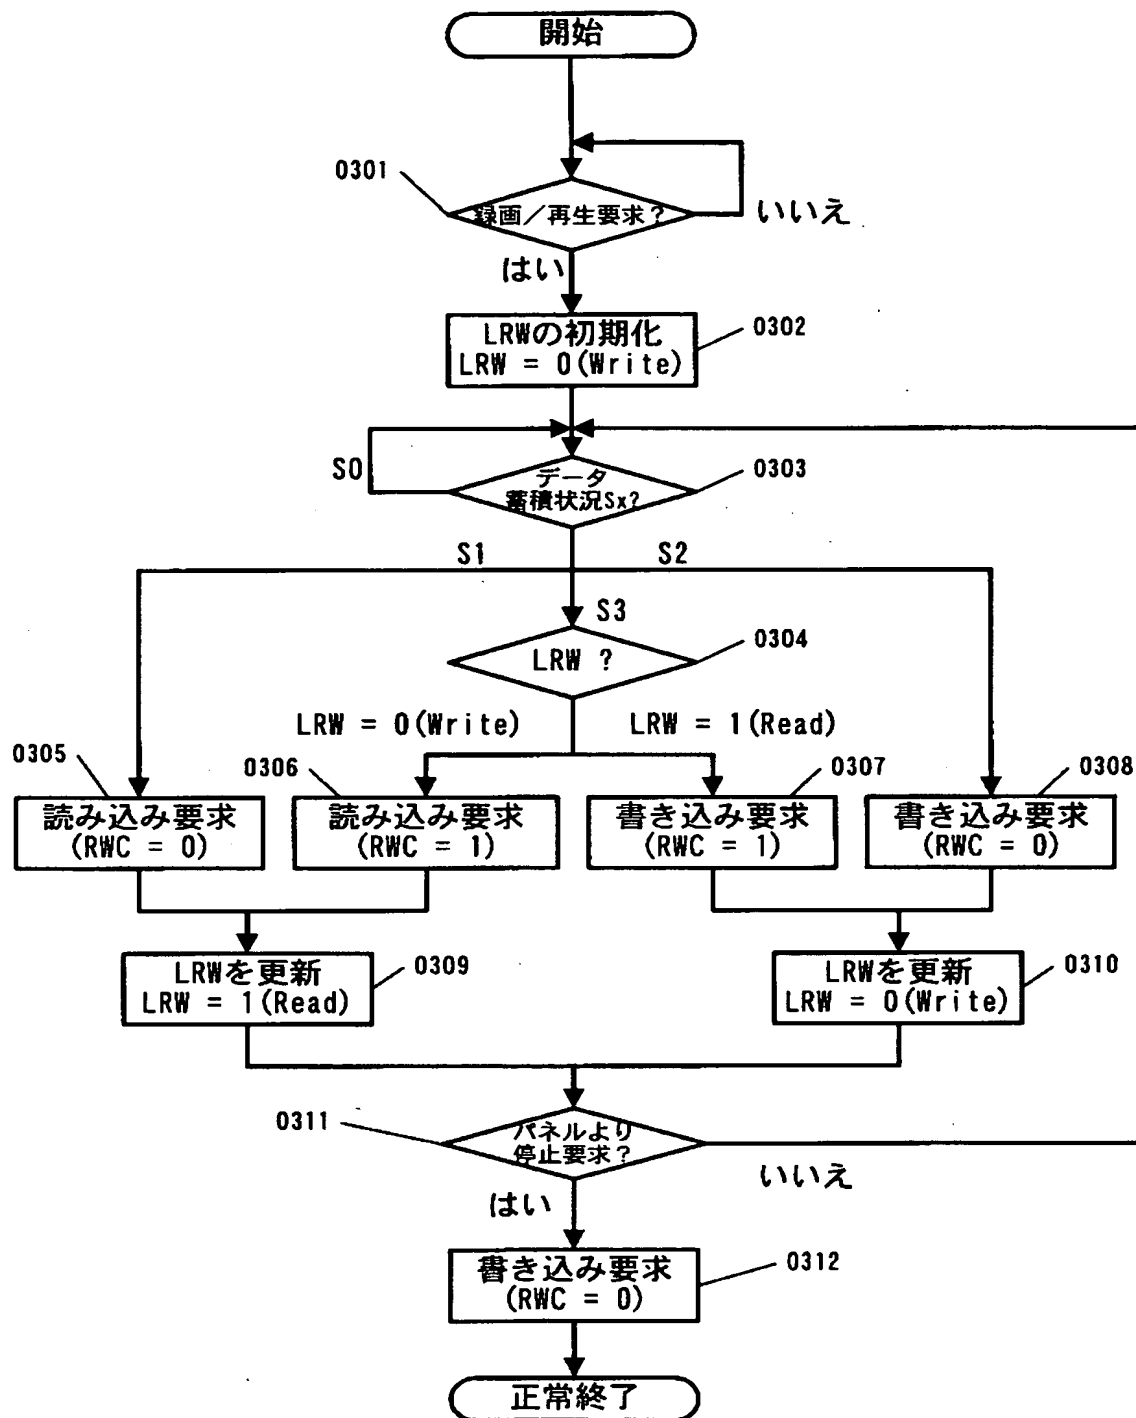 開始
0301
録画／再生要求？
いいえ
はい
LRWの初期化
LRW = 0(Write)
0302
S0
データ
蓄積状況Sx？
0303
S1
S2
S3
LRW ?
0304
LRW = 0(Write)
LRW = 1(Read)
0305
0306
0307
0308
読み込み要求
(RWC = 0)
読み込み要求
(RWC = 1)
書き込み要求
(RWC = 1)
書き込み要求
(RWC = 0)
LRWを更新
LRW = 1(Read)
0309
LRWを更新
LRW = 0(Write)
0310
0311
パネルより
停止要求？
いいえ
はい
書き込み要求
(RWC = 0)
0312
正常終了